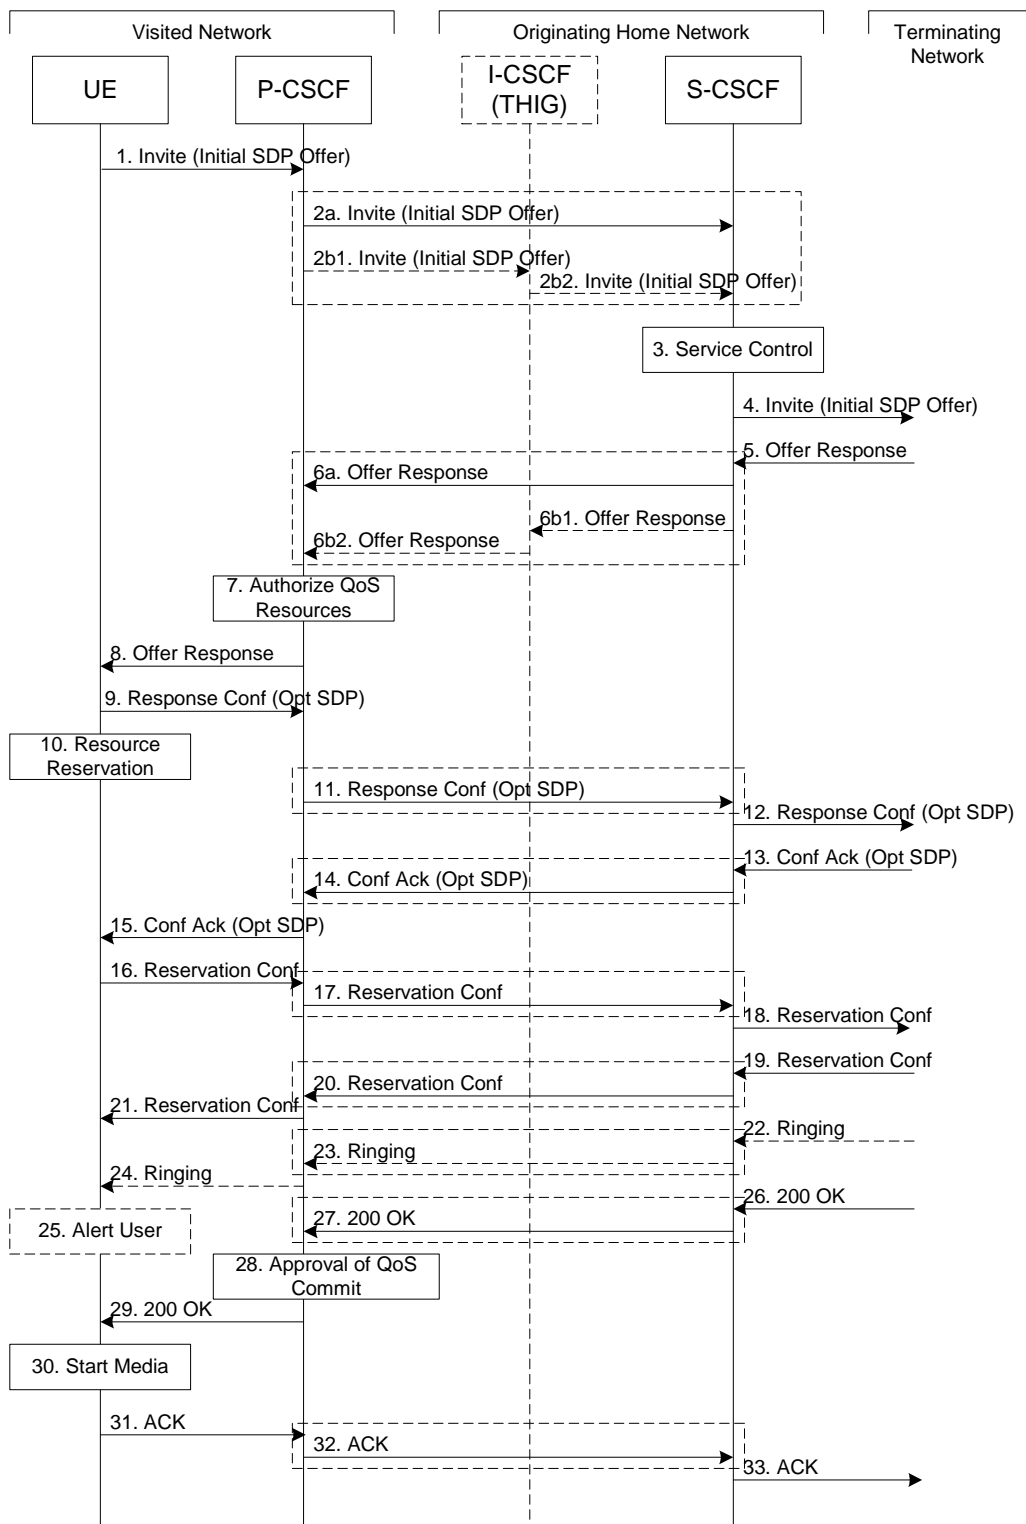 Visited Network
Originating Home Network
Terminating
Network
UE
P-CSCF
I-CSCF
(THIG)
S-CSCF
1. Invite (Initial SDP Offer)
2a. Invite (Initial SDP Offer)
2b1. Invite (Initial SDP Offer)
2b2. Invite (Initial SDP Offer)
3. Service Control
4. Invite (Initial SDP Offer)
5. Offer Response
6a. Offer Response
6b1. Offer Response
6b2. Offer Response
7. Authorize QoS
Resources
8. Offer Response
9. Response Conf (Opt SDP)
10. Resource
Reservation
11. Response Conf (Opt SDP)
12. Response Conf (Opt SDP)
13. Conf Ack (Opt SDP)
14. Conf Ack (Opt SDP)
15. Conf Ack (Opt SDP)
16. Reservation Conf
17. Reservation Conf
18. Reservation Conf
19. Reservation Conf
20. Reservation Conf
21. Reservation Conf
22. Ringing
23. Ringing
24. Ringing
25. Alert User
26. 200 OK
27. 200 OK
28. Approval of QoS
Commit
29. 200 OK
30. Start Media
31. ACK
32. ACK
33. ACK